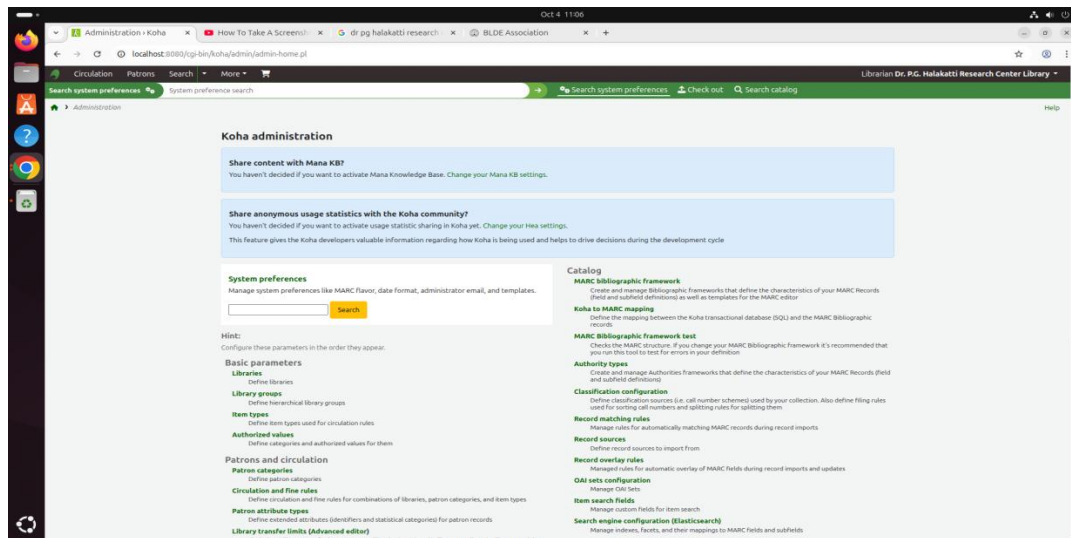 Oct 4 11:06
Administration › Koha
How To Take A Screensh
dr pg halakatti research
BLDE Association
localhost:8080/cgi-bin/koha/admin/admin-home.pl
Circulation Patrons Search More
Librarian Dr. P.G. Halakatti Research Center Library
Search system preferences System preference search Search system preferences Check out Search catalog
Administration Help
Koha administration
Share content with Mana KB?
You haven't decided if you want to activate Mana Knowledge Base. Change your Mana KB settings.
Share anonymous usage statistics with the Koha community?
You haven't decided if you want to activate usage statistic sharing in Koha yet. Change your Hea settings.
This feature gives the Koha developers valuable information regarding how Koha is being used and helps to drive decisions during the development cycle
System preferences
Manage system preferences like MARC flavor, date format, administrator email, and templates.
Search
Hint:
Configure these parameters in the order they appear.
Basic parameters
Libraries
Define libraries
Library groups
Define hierarchical library groups
Item types
Define item types used for circulation rules
Authorized values
Define categories and authorized values for them
Patrons and circulation
Patron categories
Define patron categories
Circulation and fine rules
Define circulation and fine rules for combinations of libraries, patron categories, and item types
Patron attribute types
Define extended attributes (identifiers and statistical categories) for patron records
Library transfer limits (Advanced editor)
Catalog
MARC bibliographic framework
Create and manage Bibliographic frameworks that define the characteristics of your MARC Records
(field and subfield definitions) as well as templates for the MARC editor
Koha to MARC mapping
Define the mapping between the Koha transactional database (SQL) and the MARC Bibliographic
records
MARC Bibliographic framework test
Checks the MARC structure. If you change your MARC Bibliographic framework it's recommended that
you run this tool to test for errors in your definition
Authority types
Create and manage Authorities frameworks that define the characteristics of your MARC Records (field
and subfield definitions)
Classification configuration
Define classification sources (i.e. call number schemes) used by your collection. Also define filing rules
used for sorting call numbers and splitting rules for splitting them
Record matching rules
Manage rules for automatically matching MARC records during record imports
Record sources
Define record sources to import from
Record overlay rules
Managed rules for automatic overlay of MARC fields during record imports and updates
OAI sets configuration
Manage OAI Sets
Item search fields
Manage custom fields for item search
Search engine configuration (Elasticsearch)
Manage indexes, facets, and their mappings to MARC fields and subfields